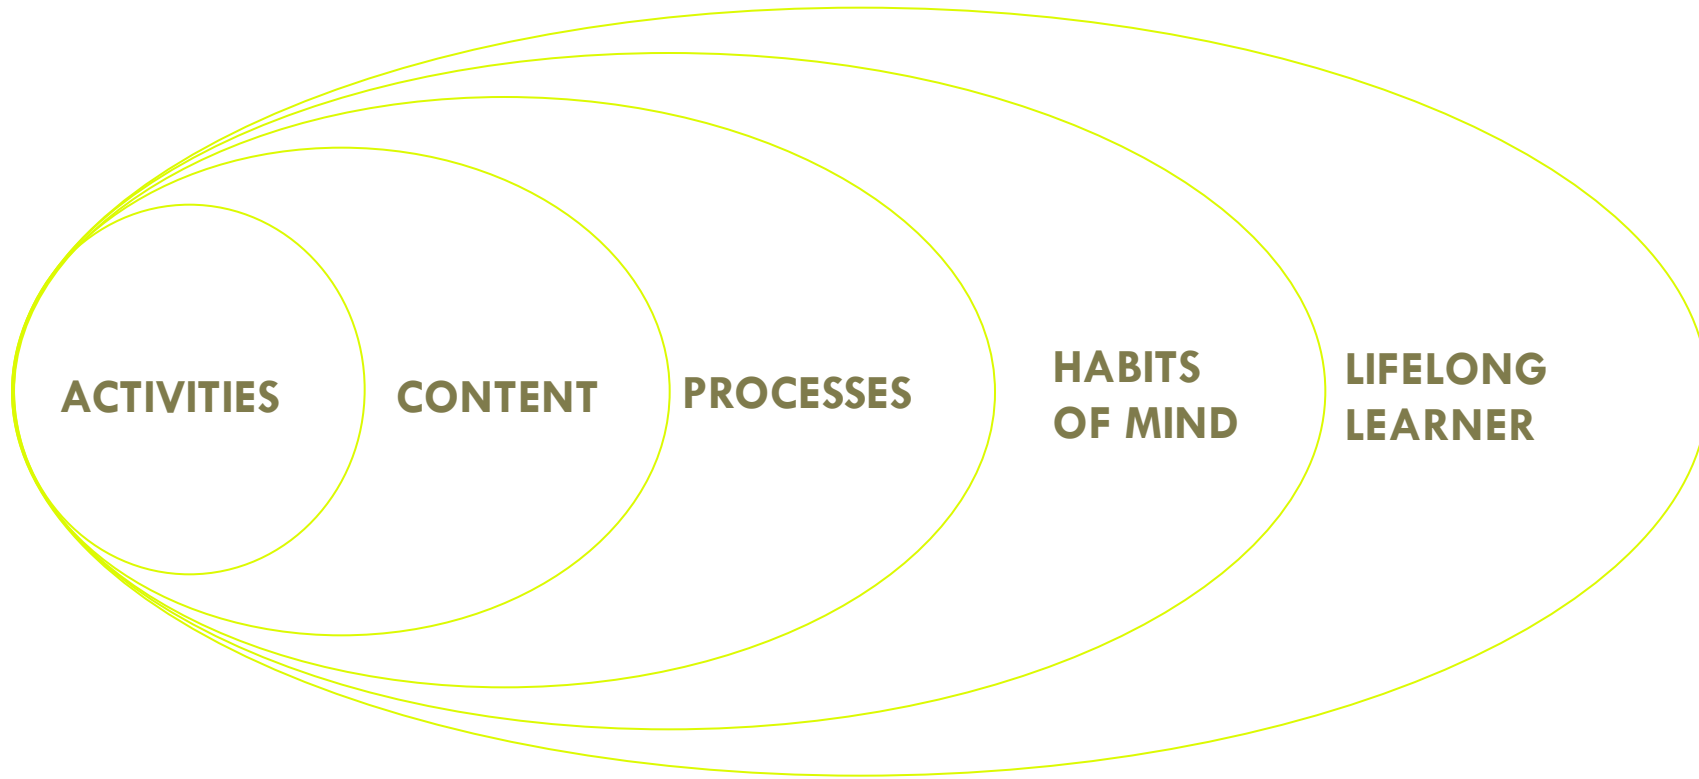 ACTIVITIES
CONTENT
PROCESSES
HABITS
OF MIND
LIFELONG
LEARNER